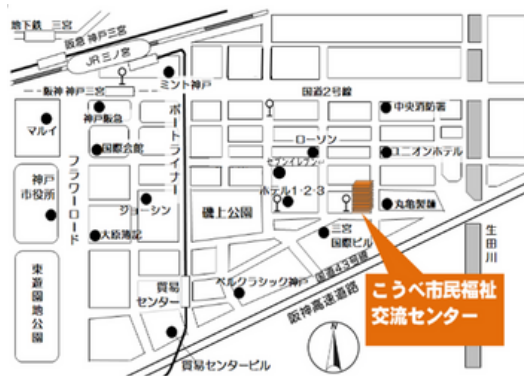 地下鉄 三宮
阪急 神戸三宮
JR 三ノ宮
ミント神戸
阪神 神戸三宮
国道2号線
神戸阪急
中央消防署
マルイ
ポートライナー
ローソン
国際会館
ユニオンホテル
フラワーロード
セブンイレブン
神戸
市役所
ホテル1・2・3
ジョーシン
磯上公園
丸亀製麺
大原簿記
三宮
国際ビル
生田川
国道43号線
東遊園地公園
貿易
センター
ベルクラシック神戸
阪神高速道路
こうべ市民福祉
交流センター
貿易センタービル
N